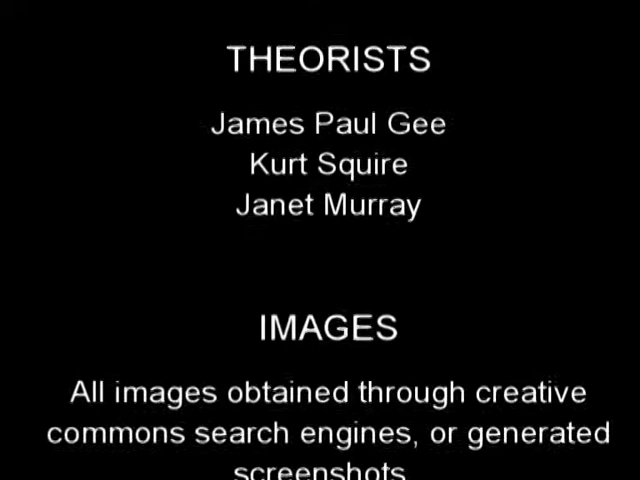 THEORISTS
James Paul Gee
Kurt Squire
Janet Murray
IMAGES
All images obtained through creative
commons search engines, or generated
screenshots